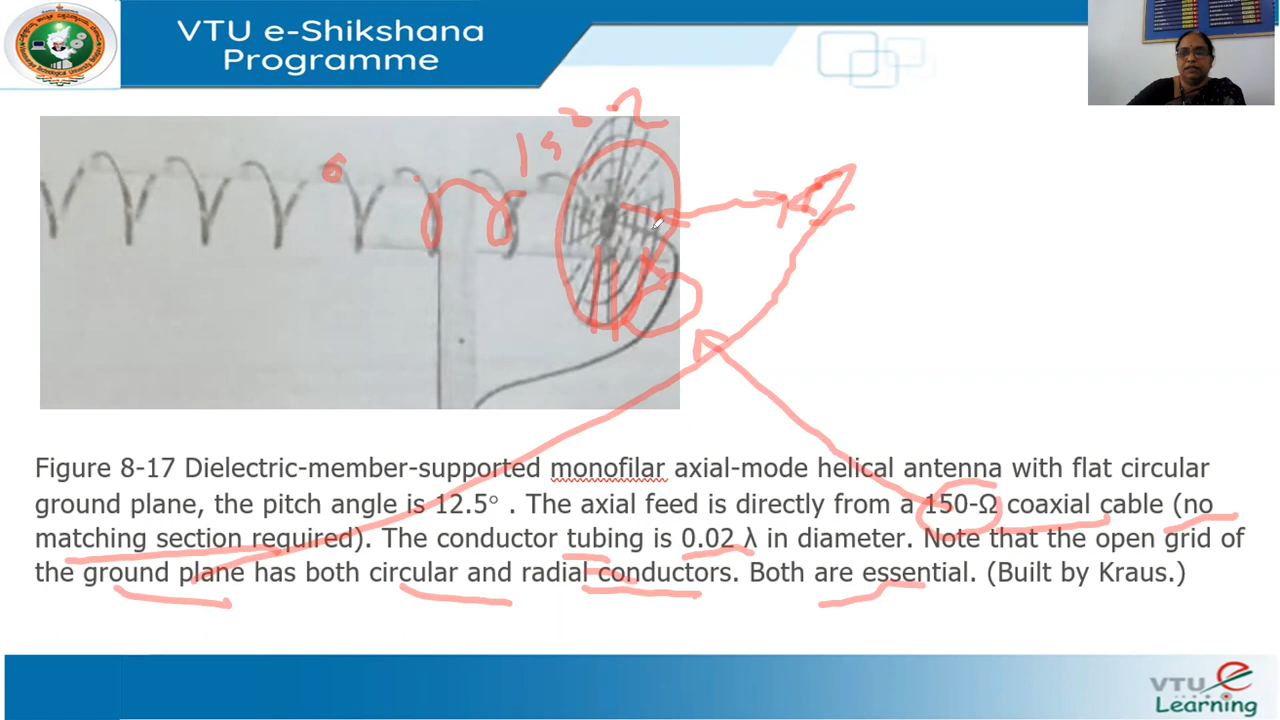 VTU e-Shikshana
Programme
Figure 8-17 Dielectric-member-supported monofilar axial-mode helical antenna with flat circular
ground plane, the pitch angle is 12.5° . The axial feed is directly from a 150-Ω coaxial cable (no
matching section required). The conductor tubing is 0.02 λ in diameter. Note that the open grid of
the ground plane has both circular and radial conductors. Both are essential. (Built by Kraus.)
VTU e
Learning